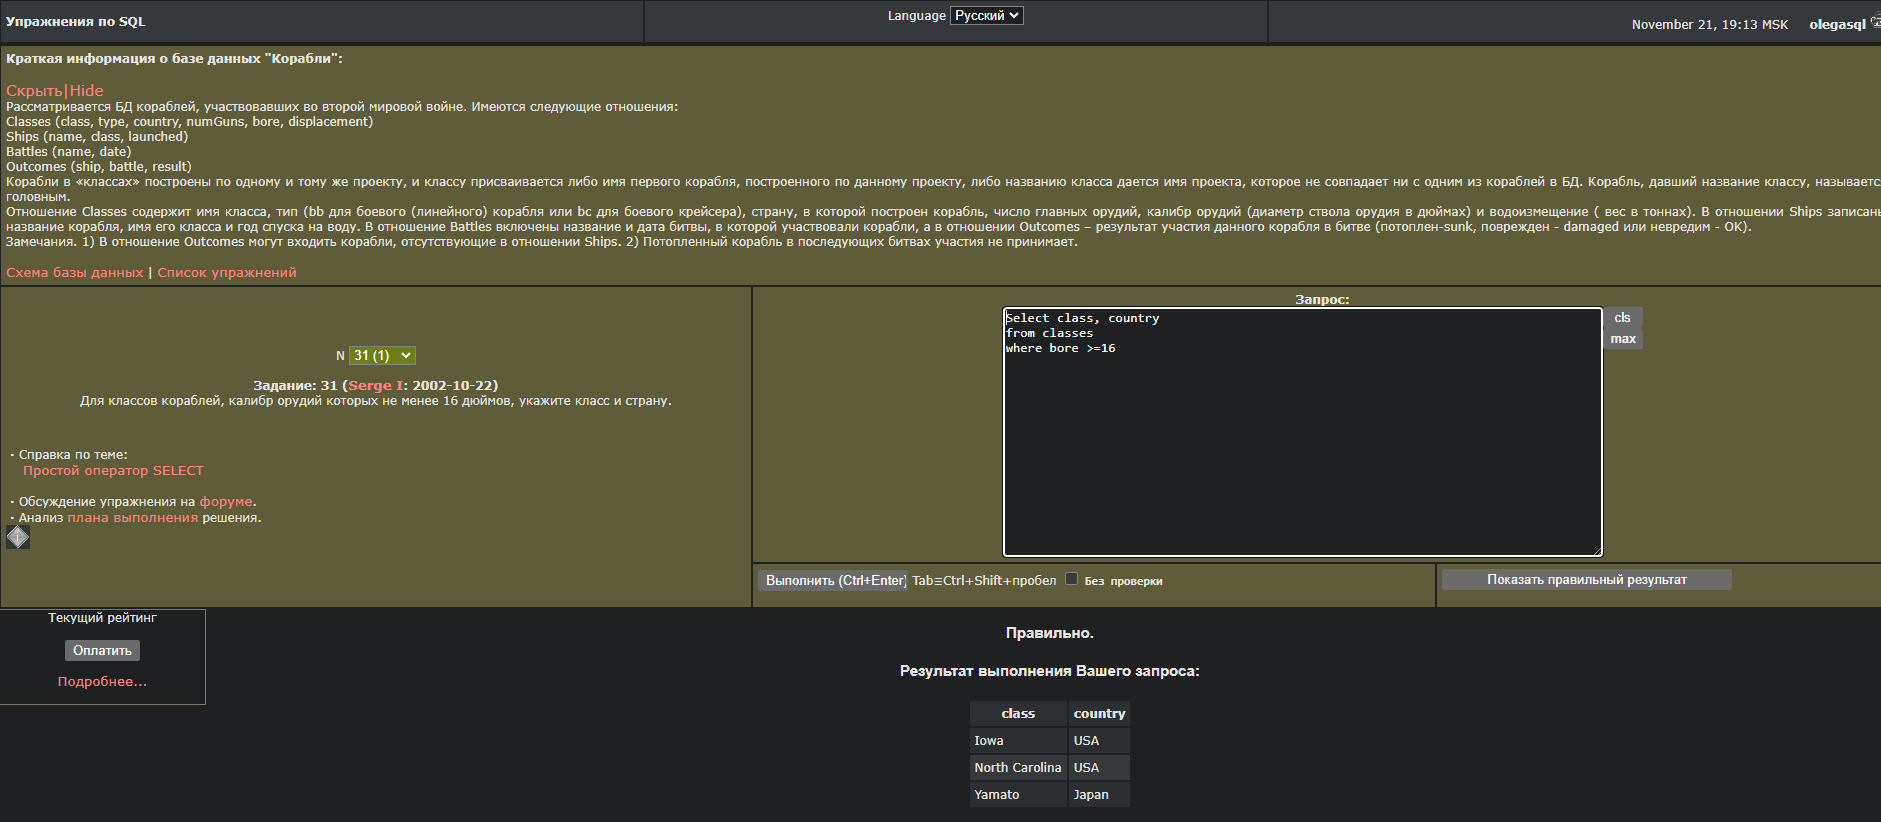 Упражнения по SQL
Language Русский
November 21, 19:13 MSK olegasql
Краткая информация о базе данных "Корабли":
Скрыть|Hide
Рассматривается БД кораблей, участвовавших во второй мировой войне. Имеются следующие отношения:
Classes (class, type, country, numGuns, bore, displacement)
Ships (name, class, launched)
Battles (name, date)
Outcomes (ship, battle, result)
Корабли в «классах» построены по одному и тому же проекту, и классу присваивается либо имя первого корабля, построенного по данному проекту, либо названию класса дается имя проекта, которое не совпадает ни с одним из кораблей в БД. Корабль, давший название классу, называетс
головным.
Отношение Classes содержит имя класса, тип (bb для боевого (линейного) корабля или bc для боевого крейсера), страну, в которой построен корабль, число главных орудий, калибр орудий (диаметр ствола орудия в дюймах) и водоизмещение ( вес в тоннах). В отношении Ships записань
название корабля, имя его класса и год спуска на воду. В отношение Battles включены название и дата битвы, в которой участвовали корабли, а в отношении Outcomes – результат участия данного корабля в битве (потоплен-sunk, поврежден - damaged или невредим - OK).
Замечания. 1) В отношение Outcomes могут входить корабли, отсутствующие в отношении Ships. 2) Потопленный корабль в последующих битвах участия не принимает.
Схема базы данных | Список упражнений
N 31 (1)
Задание: 31 (Serge I: 2002-10-22)
Для классов кораблей, калибр орудий которых не менее 16 дюймов, укажите класс и страну.
· Справка по теме:
Простой оператор SELECT
· Обсуждение упражнения на форуме.
· Анализ плана выполнения решения.
Запрос:
Select class, country
from classes
where bore >=16
cls
max
Выполнить (Ctrl+Enter) Tab≡Ctrl+Shift+пробел Без проверки
Показать правильный результат
Текущий рейтинг
Оплатить
Подробнее...
Правильно.
Результат выполнения Вашего запроса:
class country
Iowa USA
North Carolina USA
Yamato Japan